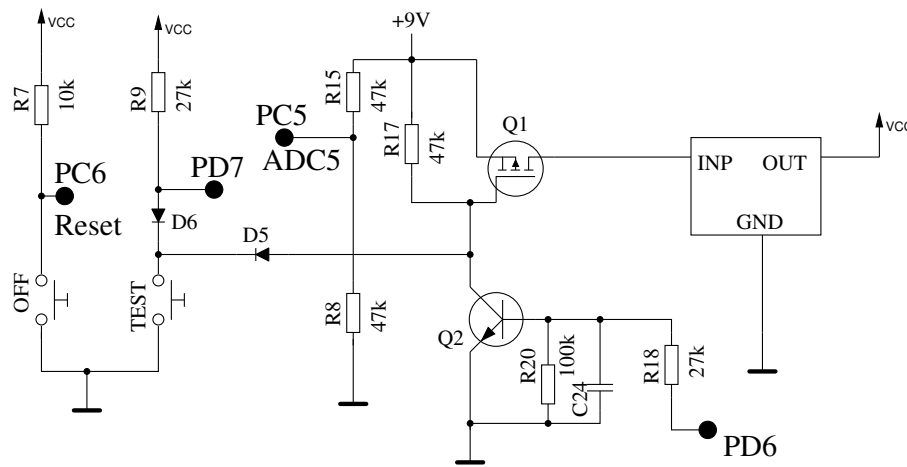 VCC
VCC
+9V
VCC
R7
10k
R9
27k
R15
47k
R17
47k
PC5
ADC5
Q1
INP
OUT
GND
PC6
Reset
PD7
D6
D5
OFF
TEST
R8
47k
Q2
R20
100k
C24
R18
27k
PD6